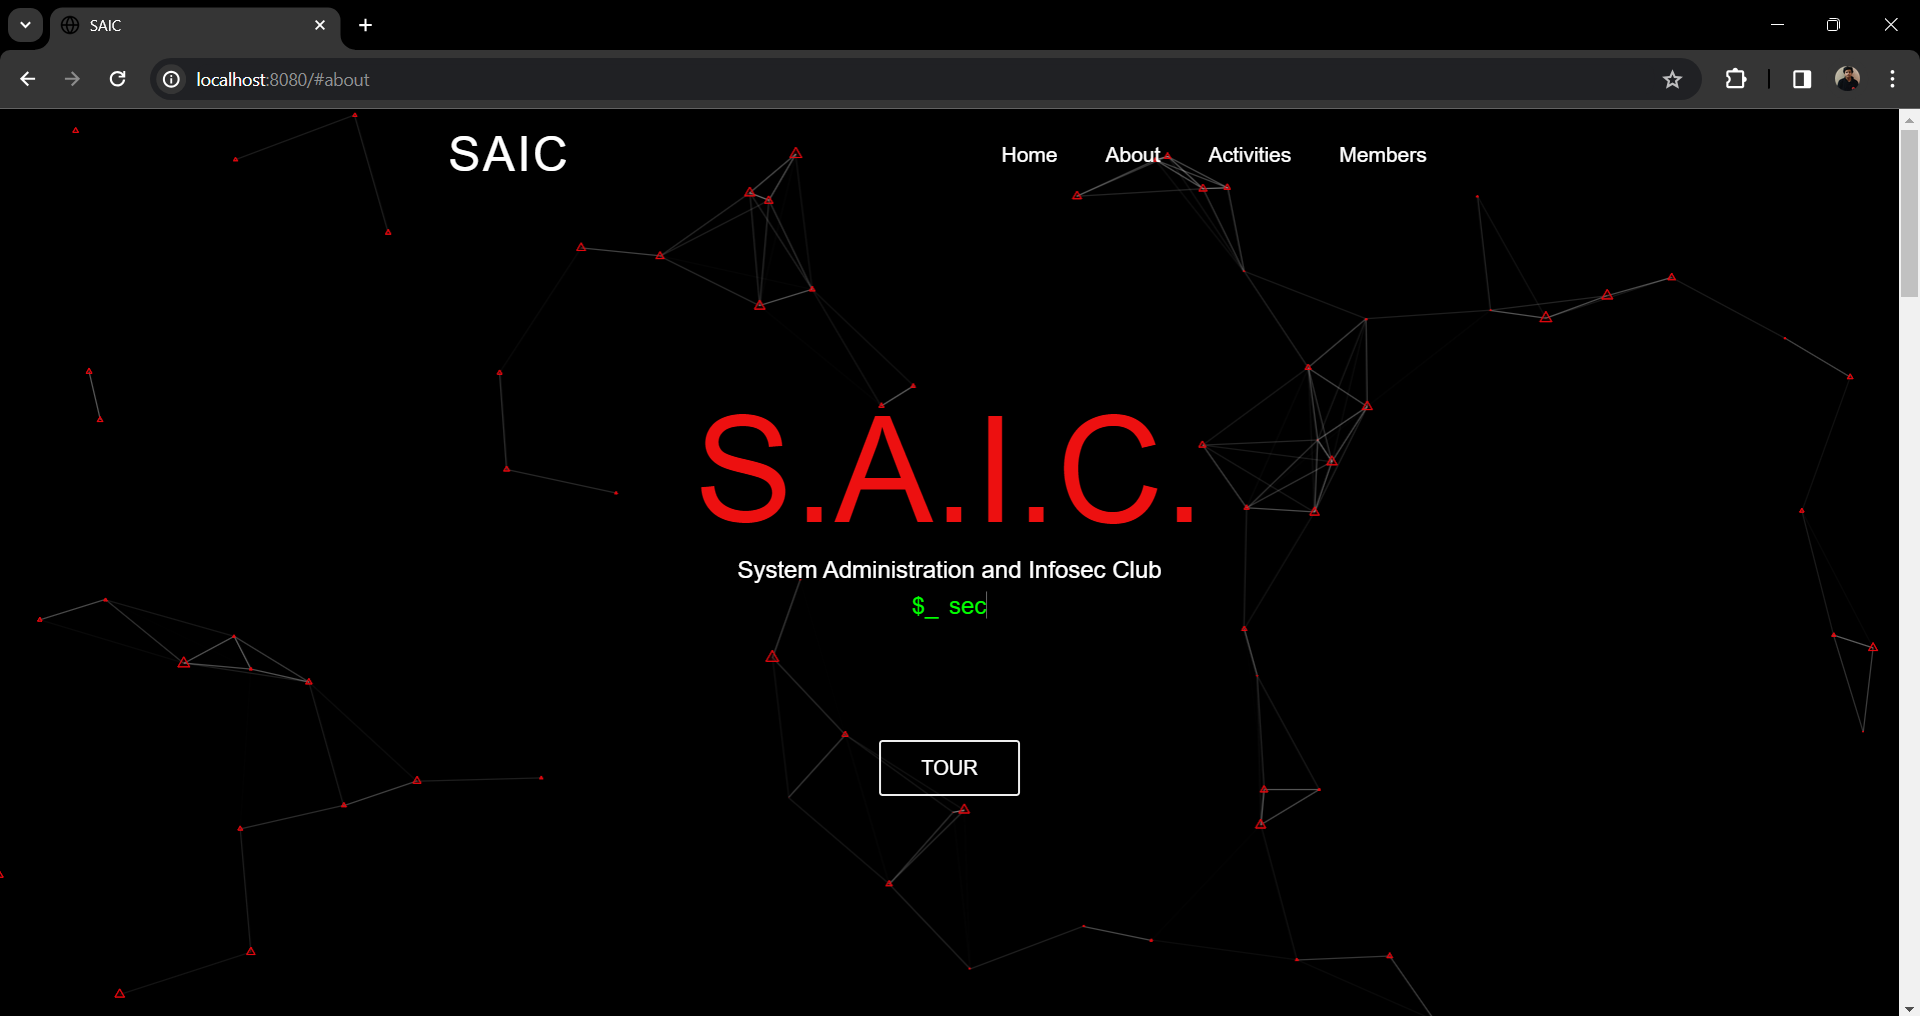 SAIC
localhost:8080/#about
SAIC
Home
About
Activities
Members
S.A.I.C.
System Administration and Infosec Club
$_ sec
TOUR